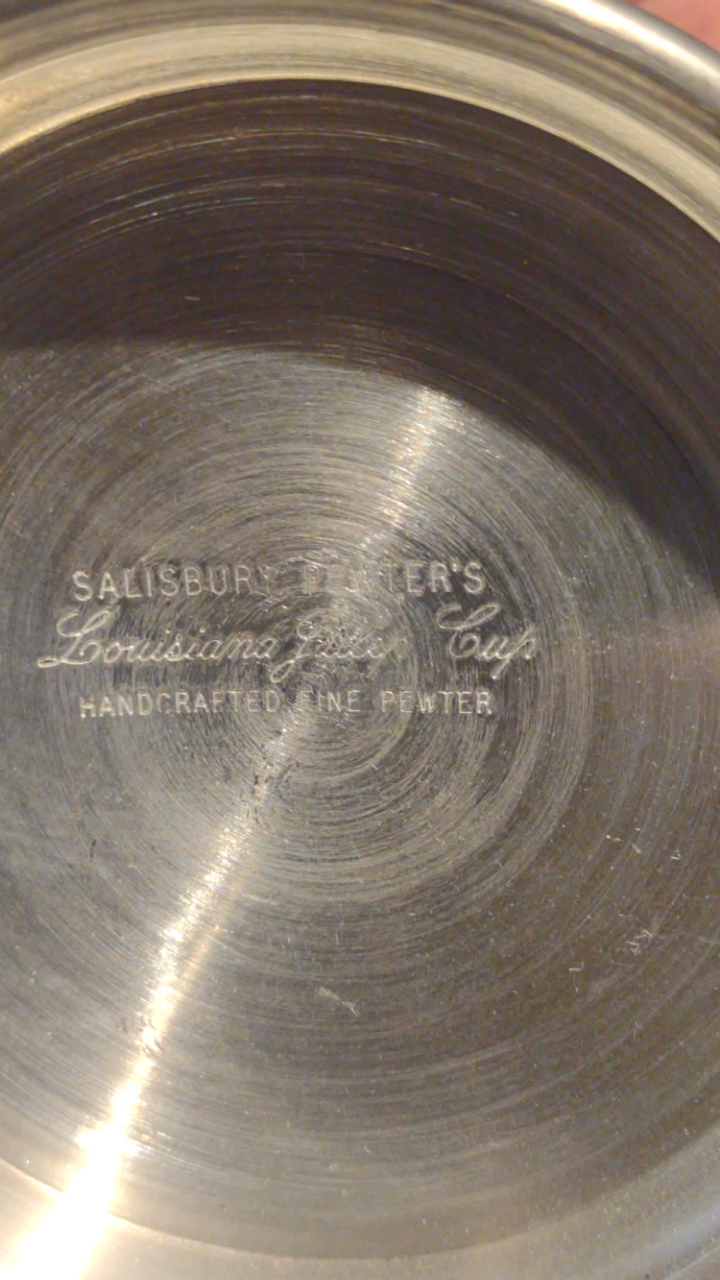 SALISBURY PEWTER'S
Louisiana Julep Cup
HANDCRAFTED FINE PEWTER